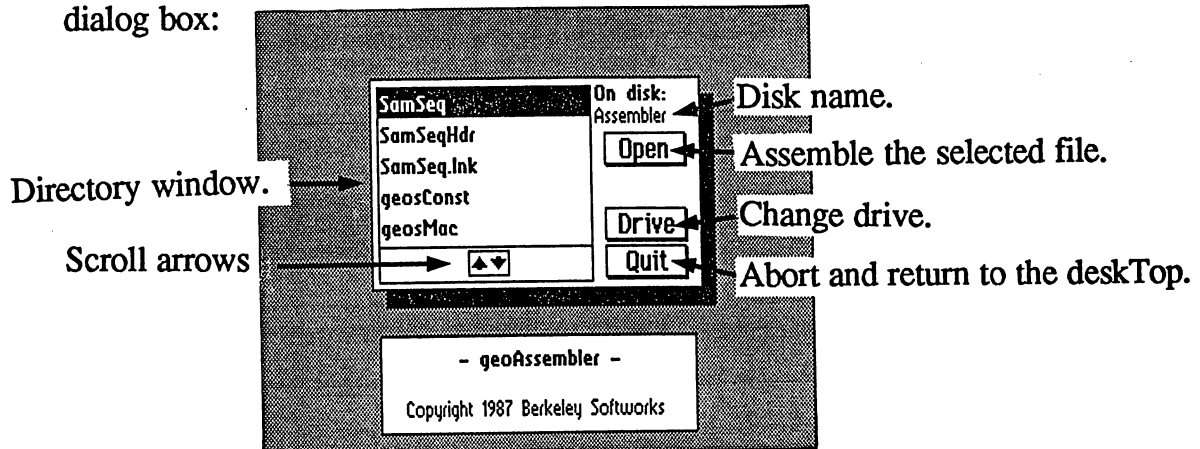 dialog box:
SamSeq
SamSeqHdr
SamSeq.lnk
geosConst
geosMac
On disk:
Assembler
Open
Drive
Quit
Disk name.
Assemble the selected file.
Directory window.
Change drive.
Scroll arrows
Abort and return to the deskTop.
- geoAssembler -
Copyright 1987 Berkeley Softworks